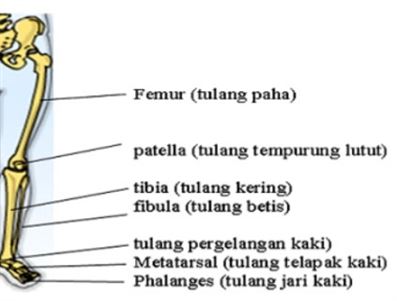 Femur (tulang paha)
patella (tulang tempurung lutut)
tibia (tulang kering)
fibula (tulang betis)
tulang pergelangan kaki)
Metatarsal (tulang telapak kaki)
Phalanges (tulang jari kaki)